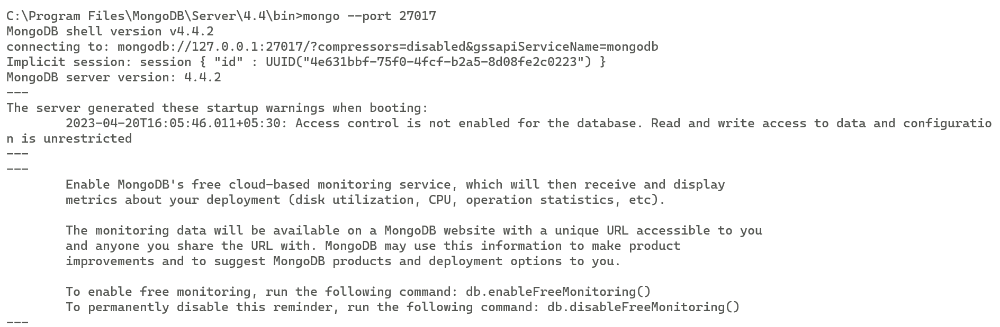 C:\Program Files\MongoDB\Server\4.4\bin>mongo --port 27017
MongoDB shell version v4.4.2
connecting to: mongodb://127.0.0.1:27017/?compressors=disabled&gssapiServiceName=mongodb
Implicit session: session { "id" : UUID("4e631bbf-75f0-4fcf-b2a5-8d08fe2c0223") }
MongoDB server version: 4.4.2
---
The server generated these startup warnings when booting:
        2023-04-20T16:05:46.011+05:30: Access control is not enabled for the database. Read and write access to data and configuratio
n is unrestricted
---
---
        Enable MongoDB's free cloud-based monitoring service, which will then receive and display
        metrics about your deployment (disk utilization, CPU, operation statistics, etc).

        The monitoring data will be available on a MongoDB website with a unique URL accessible to you
        and anyone you share the URL with. MongoDB may use this information to make product
        improvements and to suggest MongoDB products and deployment options to you.

        To enable free monitoring, run the following command: db.enableFreeMonitoring()
        To permanently disable this reminder, run the following command: db.disableFreeMonitoring()
---